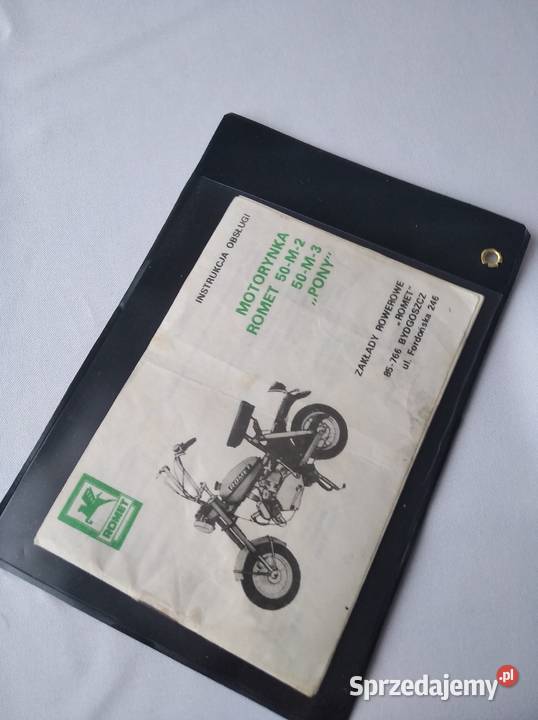 INSTRUKCJA OBSŁUGI
MOTORYNKA
ROMET 50-M-2
50-M-3
„PONY"
ZAKŁADY ROWEROWE
"ROMET"
85-766 BYDGOSZCZ
ul. Fordońska 246
ROMET
ROMET
Sprzedajemy.pl